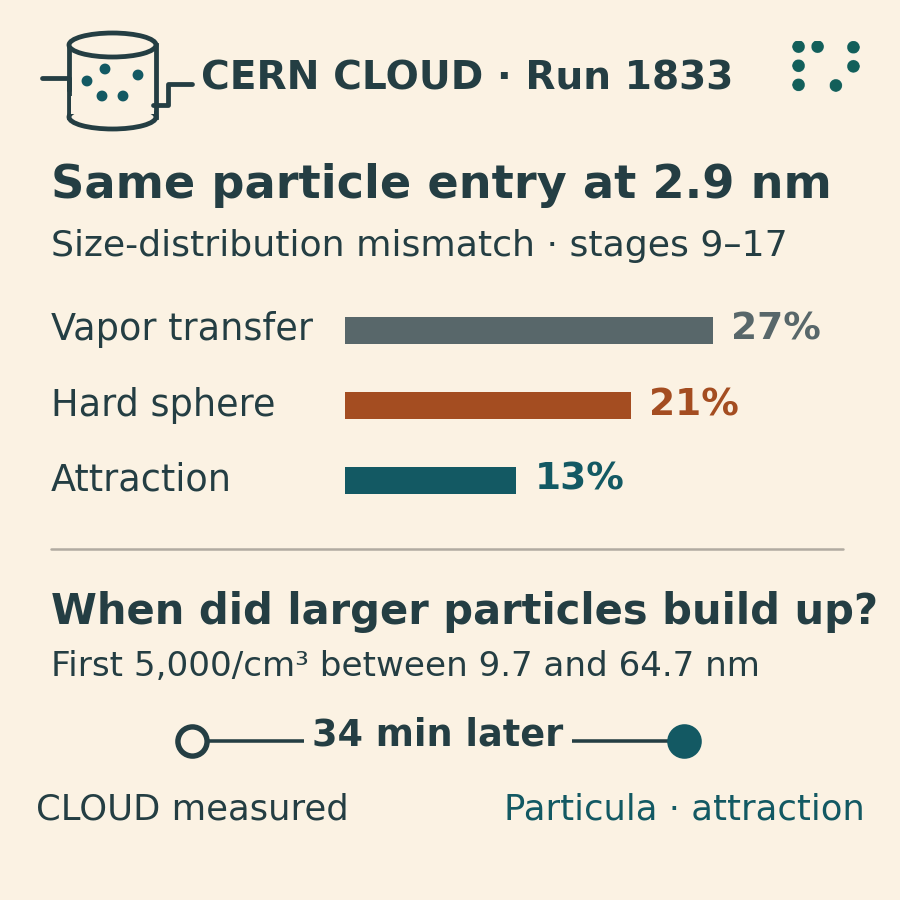 CERN CLOUD · Run 1833
Same particle entry at 2.9 nm
Size-distribution mismatch · stages 9–17
Vapor transfer 27%
Hard sphere 21%
Attraction 13%
When did larger particles build up?
First 5,000/cm³ between 9.7 and 64.7 nm
34 min later
CLOUD measured Particula · attraction